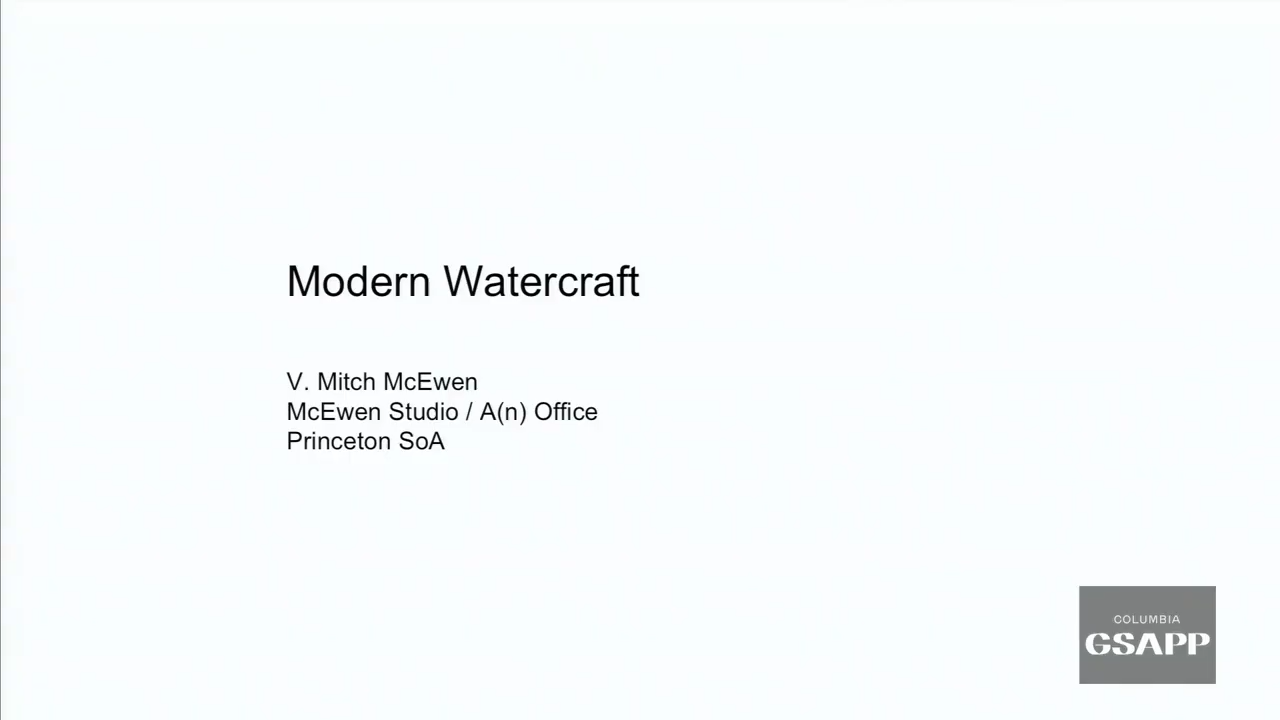 Modern Watercraft
V. Mitch McEwen
McEwen Studio / A(n) Office
Princeton SoA
COLUMBIA
GSAPP